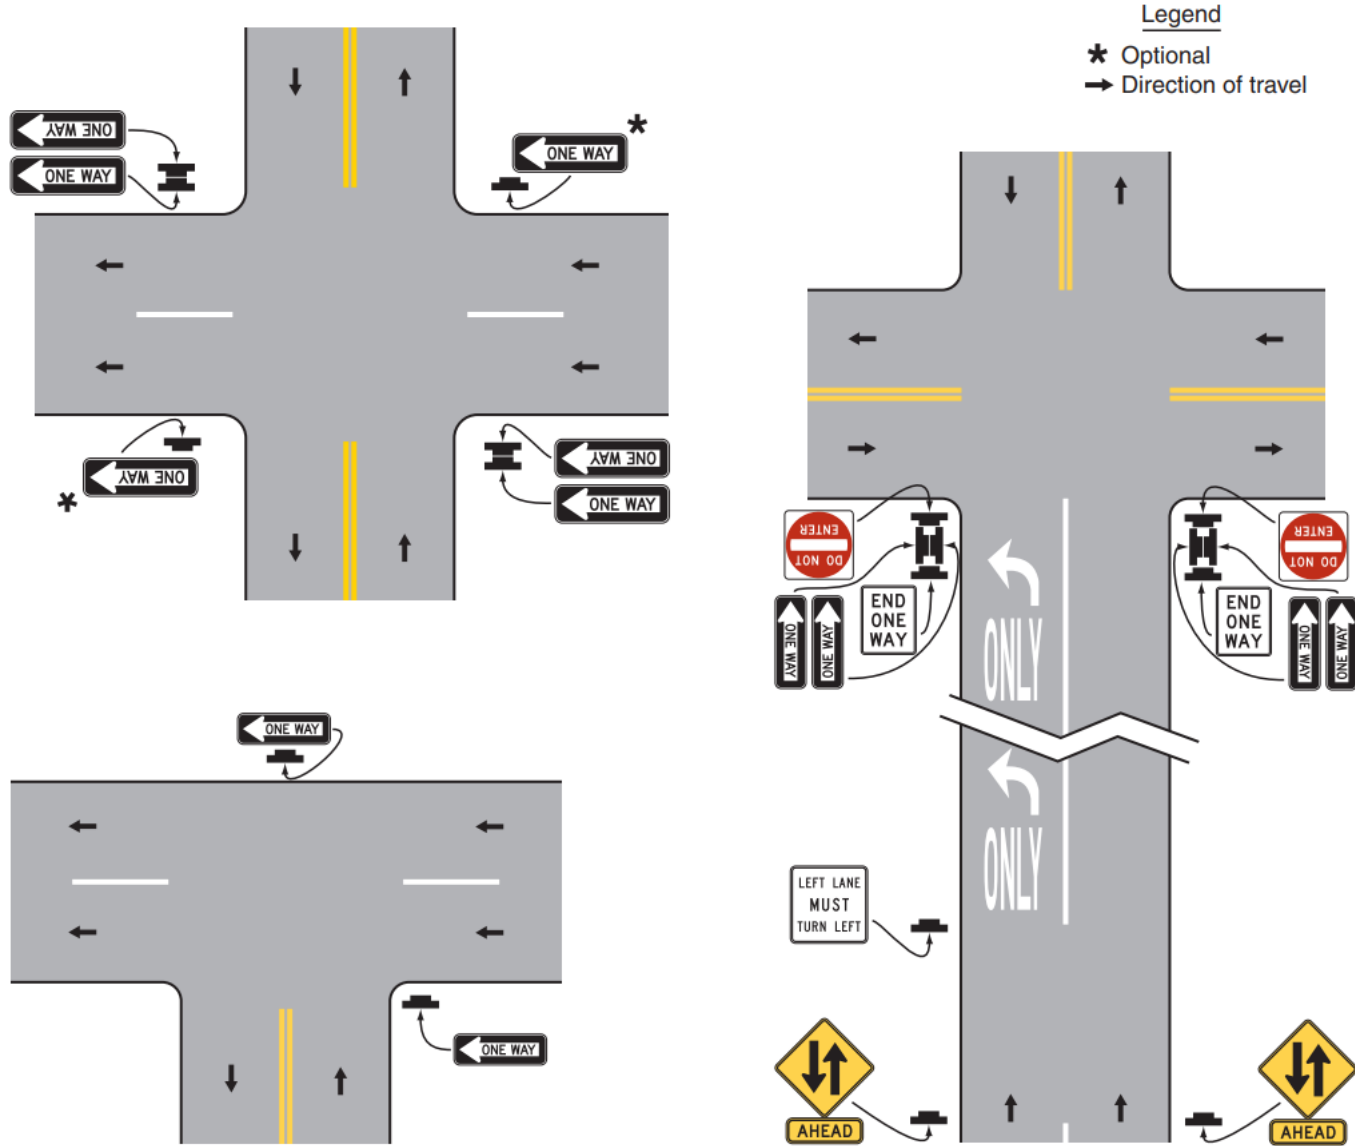 Legend
* Optional
Direction of travel
ONE WAY
ONE WAY
ONE WAY
*
ONE WAY
*
ONE WAY
ONE WAY
ONE WAY
ONE WAY
DO NOT
ENTER
ONE WAY
ONE WAY
END
ONE
WAY
DO NOT
ENTER
END
ONE
WAY
ONE WAY
ONE WAY
ONLY
ONLY
LEFT LANE
MUST
TURN LEFT
AHEAD
AHEAD